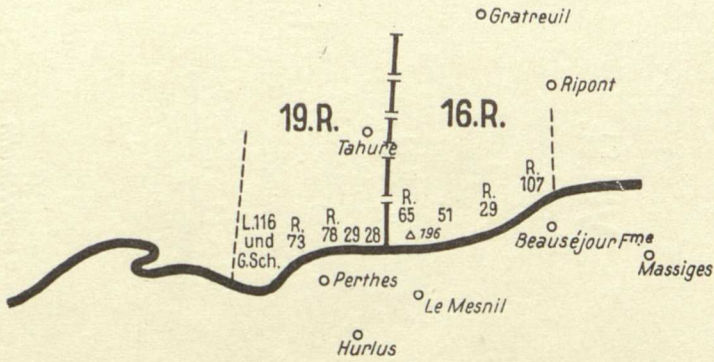 Gratreuil
Ripont
19.R.
16.R.
Tahure
R.
107
R.
29
R.
65
51
L.116
und
G.Sch.
R.
73
R.
78 29 28
196
Beauséjour Fme
Massiges
Perthes
Le Mesnil
Hurlus